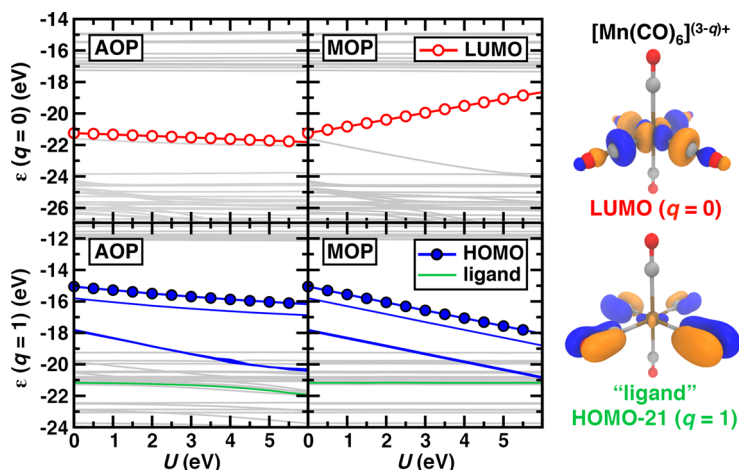 AOP
MOP
LUMO
ε (q = 0) (eV)
-14
-16
-18
-20
-22
-24
-26
AOP
MOP
HOMO
ligand
ε (q = 1) (eV)
-12
-14
-16
-18
-20
-22
-24
0 1 2 3 4 5 0 1 2 3 4 5
U (eV) U (eV)
[Mn(CO)6](3-q)+
LUMO (q = 0)
“ligand”
HOMO-21 (q = 1)